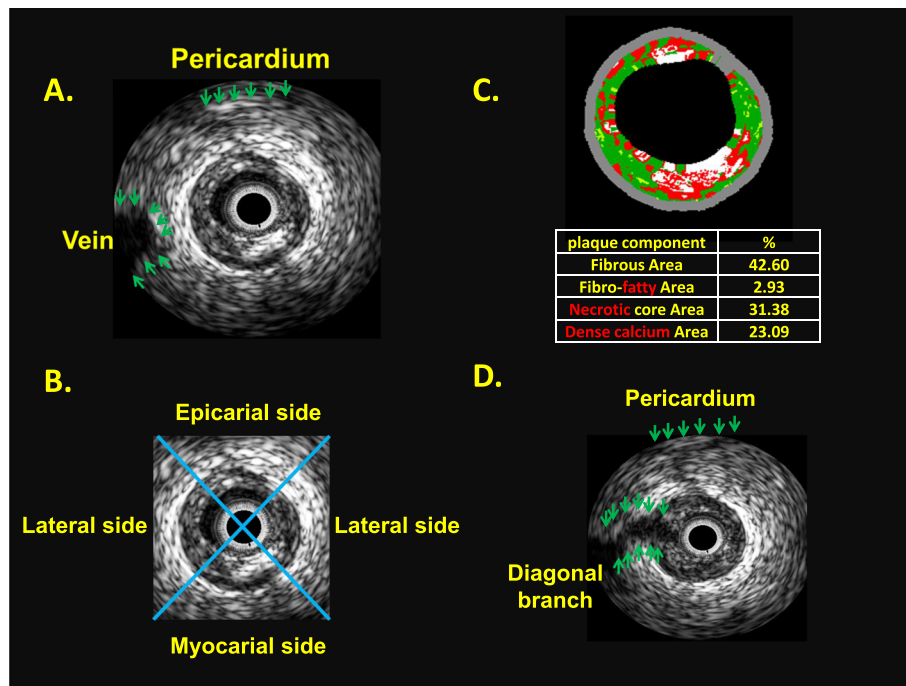 A.
Pericardium
Vein
B.
Epicarial side
Lateral side
Lateral side
Myocarial side
C.
plaque component %
Fibrous Area 42.60
Fibro-fatty Area 2.93
Necrotic core Area 31.38
Dense calcium Area 23.09
D.
Pericardium
Diagonal
branch